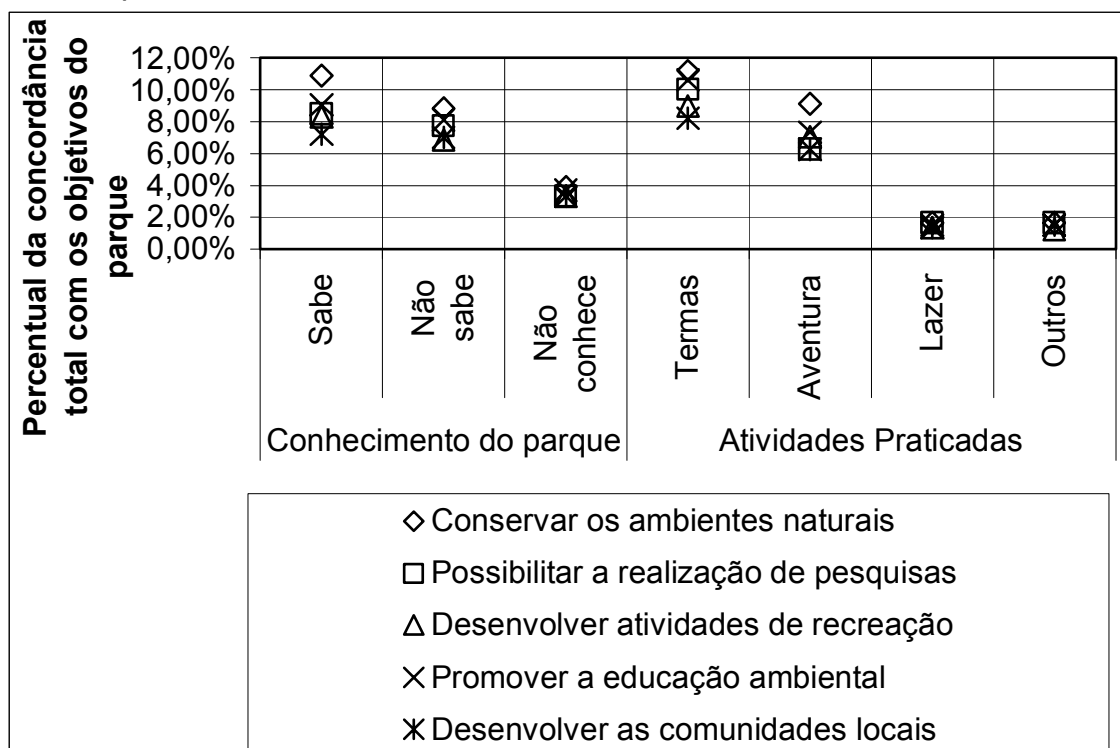 Percentual da concordância
total com os objetivos do
parque
12,00%
10,00%
8,00%
6,00%
4,00%
2,00%
0,00%
Sabe
Não
sabe
Não
conhece
Termas
Aventura
Lazer
Outros
Conhecimento do parque
Atividades Praticadas
Conservar os ambientes naturais
Possibilitar a realização de pesquisas
Desenvolver atividades de recreação
Promover a educação ambiental
Desenvolver as comunidades locais